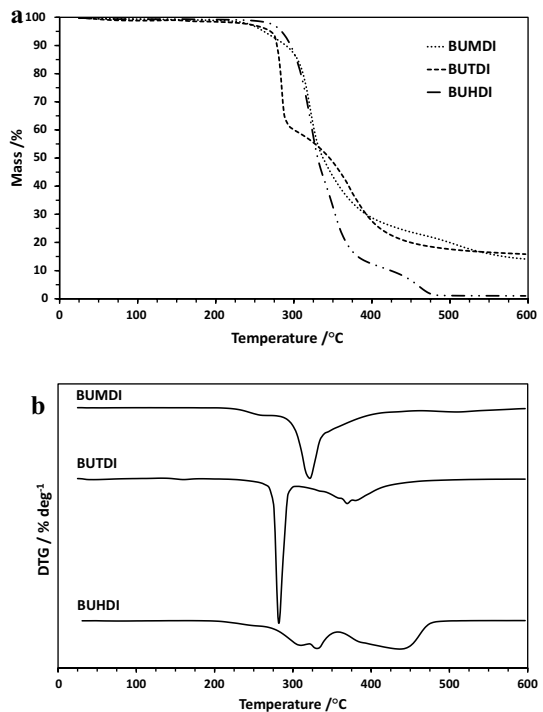 a
100
90
80
70
60
50
40
30
20
10
0
Mass /%
BUMDI
BUTDI
BUHDI
0 100 200 300 400 500 600
Temperature /°C
b
BUMDI
BUTDI
BUHDI
DTG / % deg-1
0 100 200 300 400 500 600
Temperature /°C